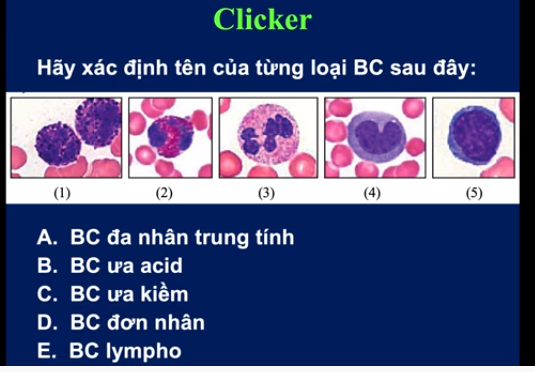 Clicker
Hãy xác định tên của từng loại BC sau đây:
(1) (2) (3) (4) (5)
A. BC đa nhân trung tính
B. BC ưa acid
C. BC ưa kiềm
D. BC đơn nhân
E. BC lympho